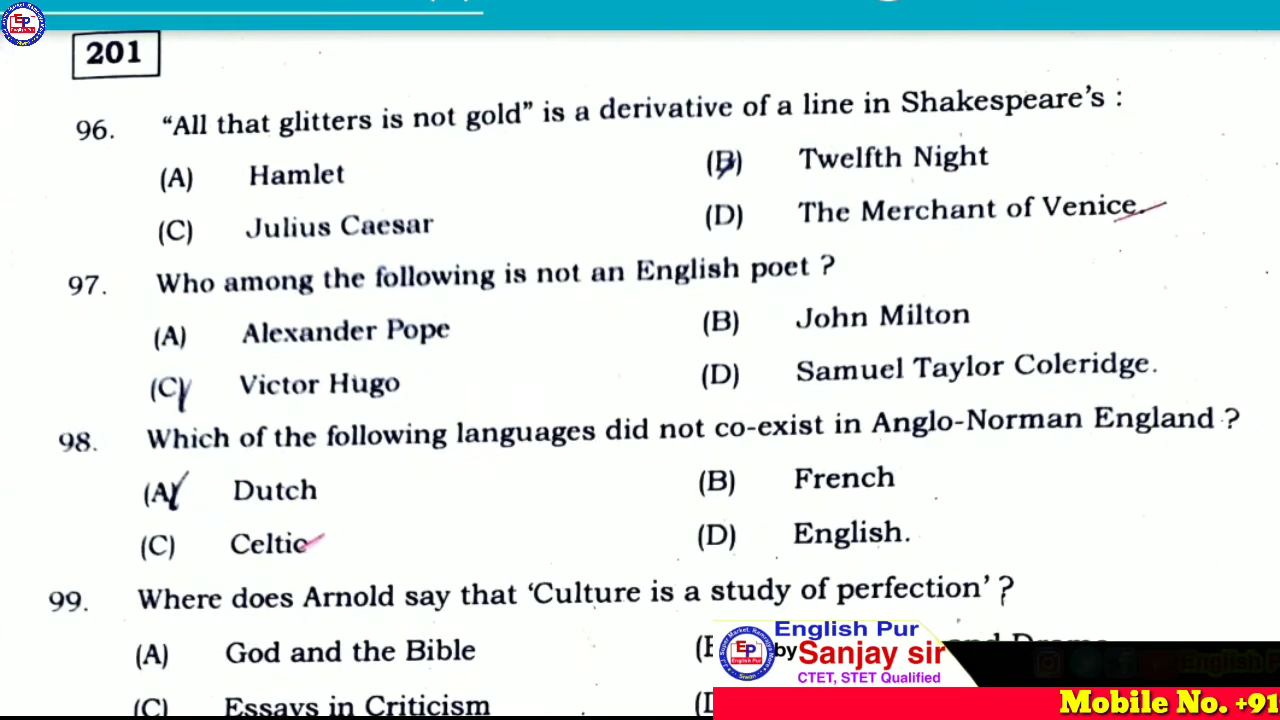 201
96. "All that glitters is not gold" is a derivative of a line in Shakespeare's :
(A) Hamlet (B) Twelfth Night
(C) Julius Caesar (D) The Merchant of Venice.
97. Who among the following is not an English poet ?
(A) Alexander Pope (B) John Milton
(C) Victor Hugo (D) Samuel Taylor Coleridge.
98. Which of the following languages did not co-exist in Anglo-Norman England ?
(A) Dutch (B) French
(C) Celtic (D) English.
99. Where does Arnold say that 'Culture is a study of perfection' ?
(A) God and the Bible
(C) Essays in Criticism
English Pur
by Sanjay sir
CTET, STET Qualified
Mobile No. +91